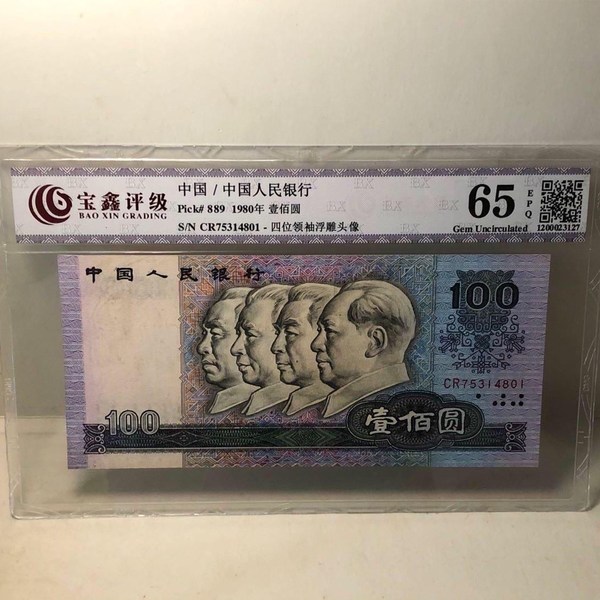 宝鑫评级
BAO XIN GRADING
中国 / 中国人民银行
Pick# 889 1980年 壹佰圆
S/N CR75314801 - 四位领袖浮雕头像
65
EPQ
Gem Uncirculated
1200023127
中国人民银行
100
CR75314801
100
壹佰圆